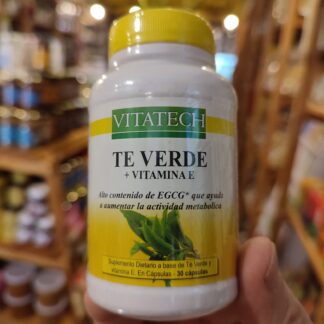 VITATECH
TE VERDE
+ VITAMINA E
Alto contenido de EGCG* que ayuda
a aumentar la actividad metabolica
Suplemento Dietario a base de Te Verde y
Vitamina E. En Cápsulas - 30 cápsulas